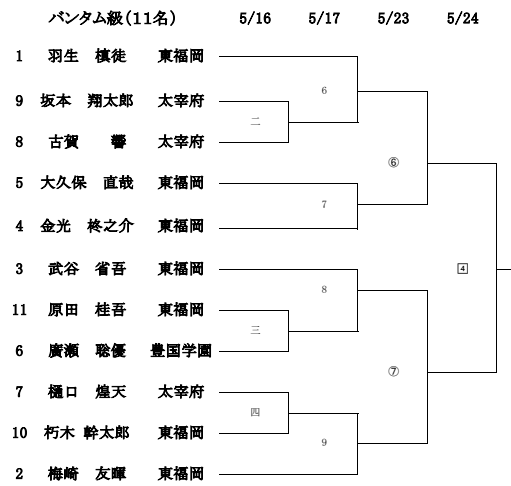 バンタム級(11名) 5/16 5/17 5/23 5/24
1 羽生 槙徒 東福岡
6
9 坂本 翔太郎 太宰府
二
8 古賀 響 太宰府
⑥
5 大久保 直哉 東福岡
7
4 金光 柊之介 東福岡
3 武谷 省吾 東福岡
4
8
11 原田 桂吾 東福岡
三
6 廣瀬 聡優 豊国学園
⑦
7 樋口 煌天 太宰府
四
10 朽木 幹太郎 東福岡
9
2 梅崎 友暉 東福岡